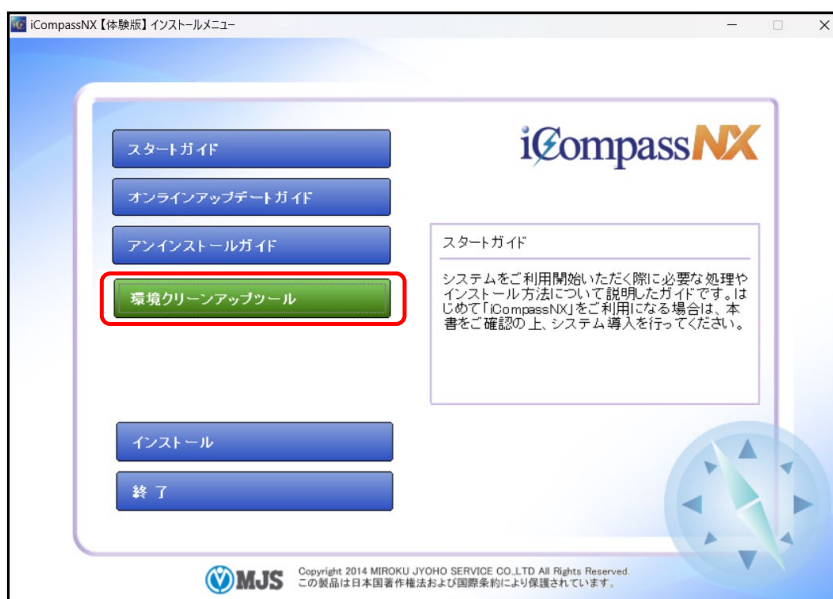 iCompassNX【体験版】インストールメニュー
iCompassNX
スタートガイド
オンラインアップデートガイド
アンインストールガイド
環境クリーンアップツール
スタートガイド
システムをご利用開始いただく際に必要な処理や
インストール方法について説明したガイドです。は
じめて「iCompassNX」をご利用になる場合は、本
書をご確認の上、システム導入を行ってください。
インストール
終 了
MJS
Copyright 2014 MIROKU JYOHO SERVICE CO.,LTD All Rights Reserved.
この製品は日本国著作権法および国際条約により保護されています。